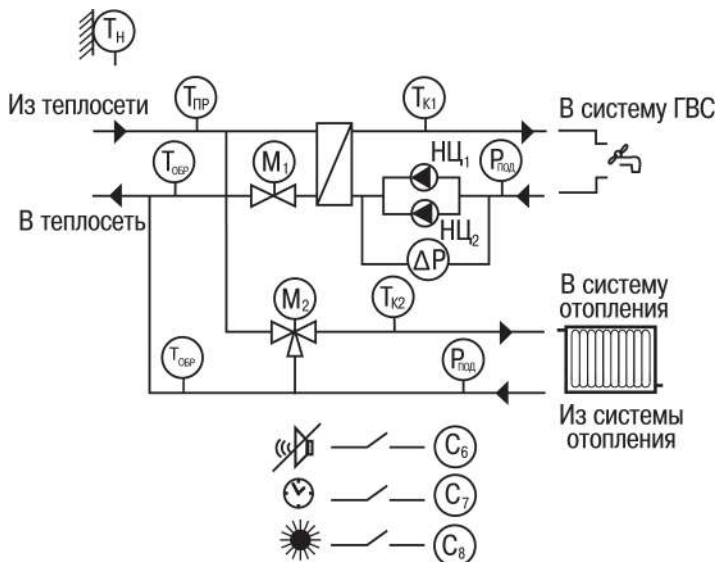 Тн
Из теплосети
Тпр
Тк1
В систему ГВС
Тобр
М1
НЦ1
Рпод
В теплосеть
НЦ2
ΔР
М2
Тк2
В систему
отопления
Тобр
Рпод
Из системы
отопления
С6
С7
С8